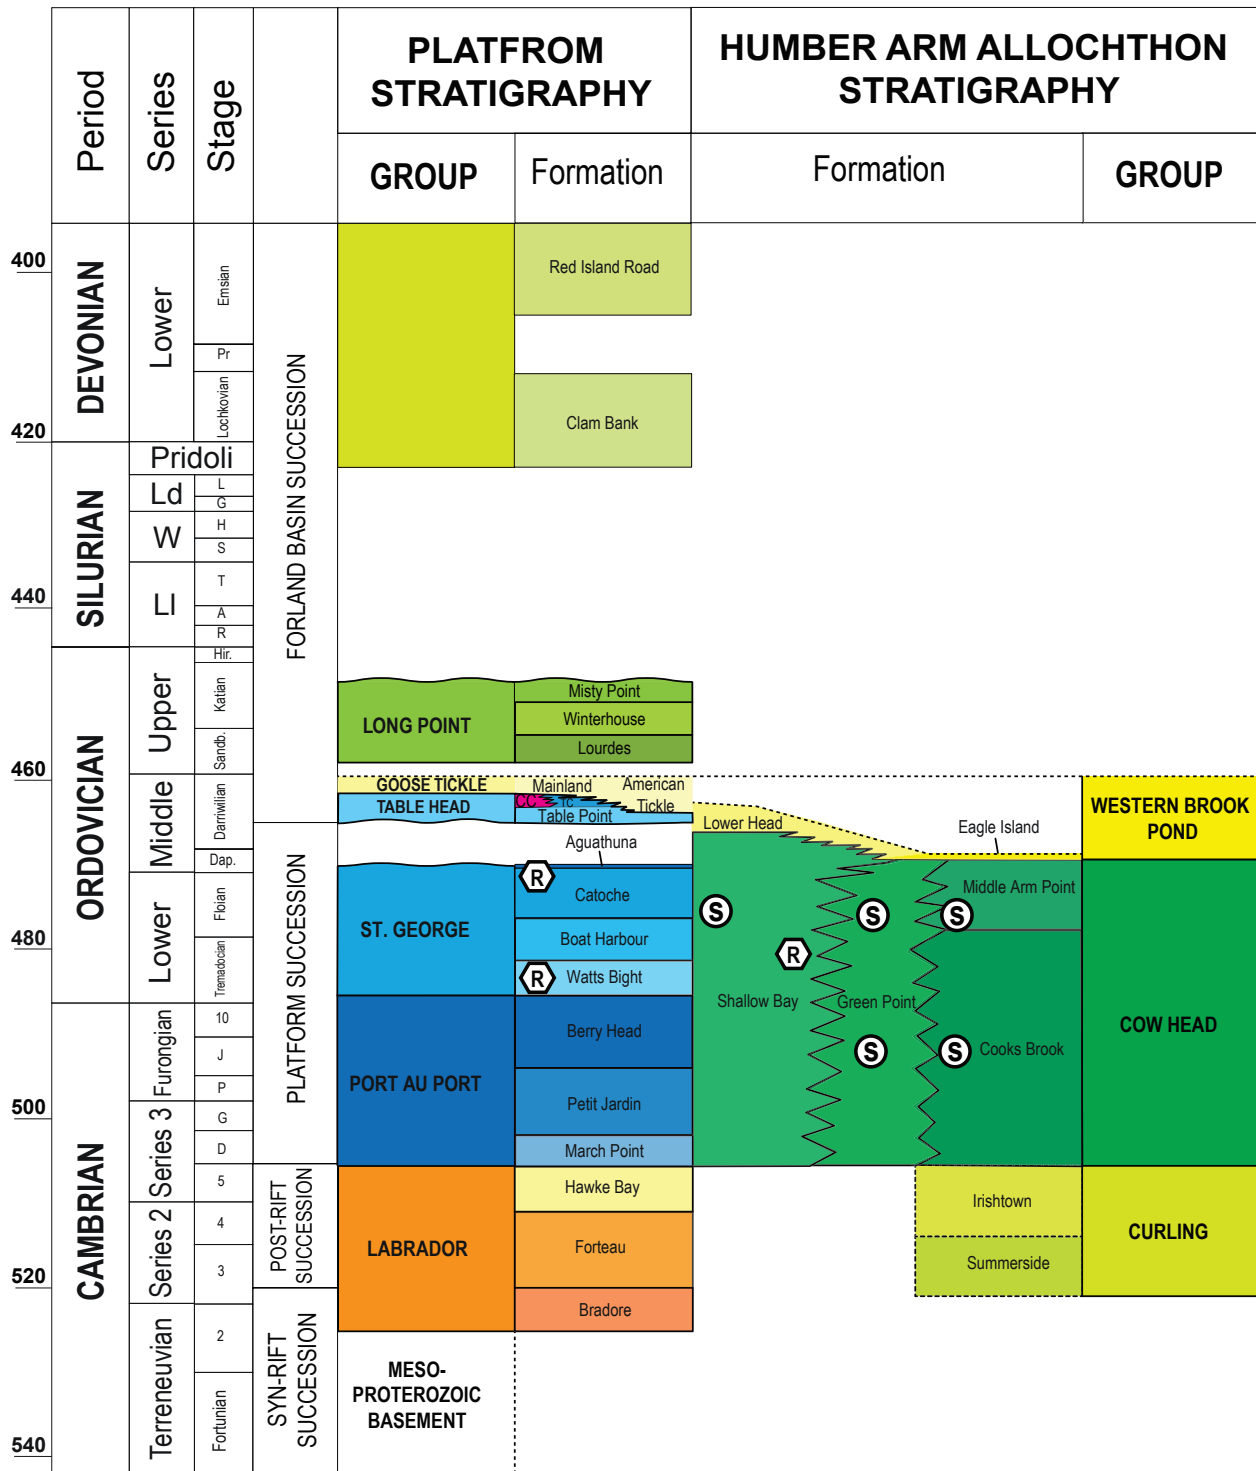 PLATFROM
STRATIGRAPHY
HUMBER ARM ALLOCHTHON
STRATIGRAPHY
Period
Series
Stage
GROUP
Formation
Formation
GROUP
400
420
440
460
480
500
520
540
DEVONIAN
SILURIAN
ORDOVICIAN
CAMBRIAN
Lower
Pridoli
Ld
W
Ll
Upper
Middle
Lower
Furongian
Series 3
Series 2
Terreneuvian
Emsian
Pr
Lochkovian
L
G
H
S
T
A
R
Hir.
Katian
Sandb.
Darriwilian
Dap.
Floian
Tremadocian
10
J
P
G
D
5
4
3
2
Fortunian
FORLAND BASIN SUCCESSION
PLATFORM SUCCESSION
POST-RIFT
SUCCESSION
SYN-RIFT
SUCCESSION
LONG POINT
GOOSE TICKLE
TABLE HEAD
ST. GEORGE
PORT AU PORT
LABRADOR
MESO-
PROTEROZOIC
BASEMENT
Red Island Road
Clam Bank
Misty Point
Winterhouse
Lourdes
Mainland
American
Tickle
CC
TC
Table Point
Aguathuna
R
Catoche
Boat Harbour
R
Watts Bight
Berry Head
Petit Jardin
March Point
Hawke Bay
Forteau
Bradore
Lower Head
Eagle Island
Middle Arm Point
S
S
S
R
Shallow Bay
Green Point
S
S
Cooks Brook
Irishtown
Summerside
WESTERN BROOK
POND
COW HEAD
CURLING